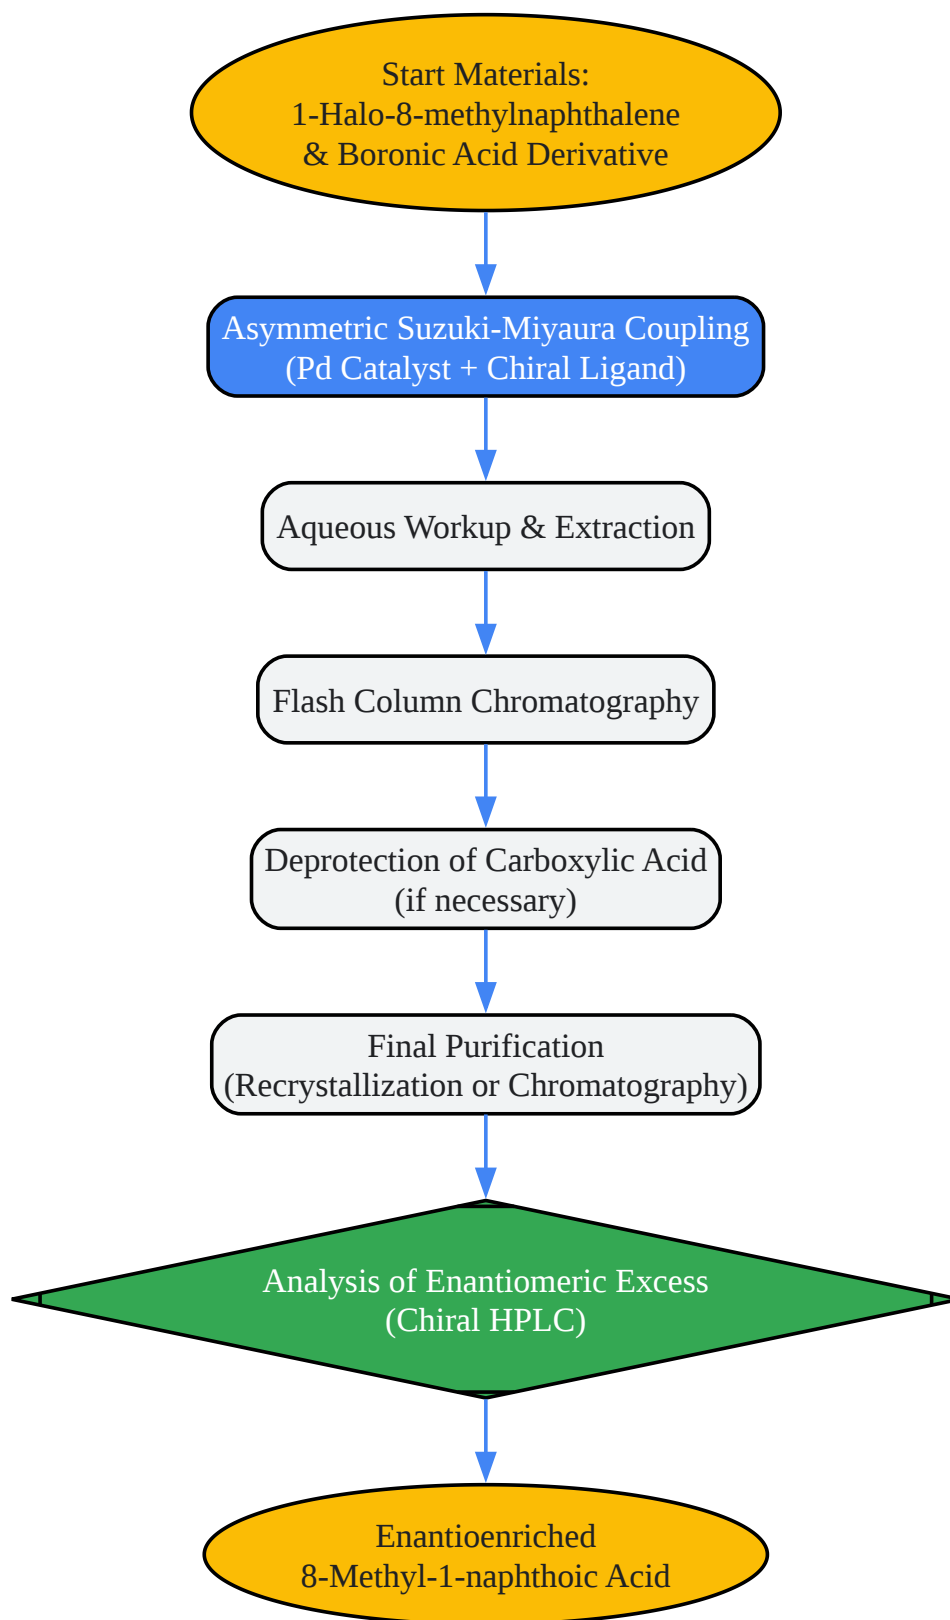 Start Materials:
1-Halo-8-methylnaphthalene
& Boronic Acid Derivative
Asymmetric Suzuki-Miyaura Coupling
(Pd Catalyst + Chiral Ligand)
Aqueous Workup & Extraction
Flash Column Chromatography
Deprotection of Carboxylic Acid
(if necessary)
Final Purification
(Recrystallization or Chromatography)
Analysis of Enantiomeric Excess
(Chiral HPLC)
Enantioenriched
8-Methyl-1-naphthoic Acid